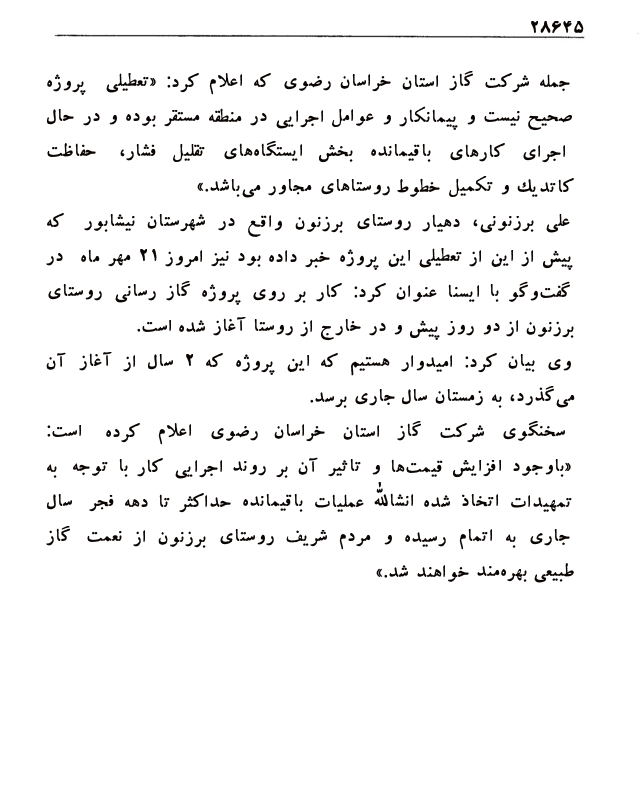 ۲۸۶۴۵
جمله شرکت گاز استان خراسان رضوی که اعلام کرد: «تعطیلی پروژه
صحیح نیست و پیمانکار و عوامل اجرایی در منطقه مستقر بوده و در حال
اجرای کارهای باقیمانده بخش ایستگاه‌های تقلیل فشار، حفاظت
کاتدیك و تکمیل خطوط روستاهای مجاور می‌باشد.»
علی برزنونی، دهیار روستای برزنون واقع در شهرستان نیشابور که
پیش از این از تعطیلی این پروژه خبر داده بود نیز امروز ۲۱ مهر ماه در
گفت‌وگو با ایسنا عنوان کرد: کار بر روی پروژه گاز رسانی روستای
برزنون از دو روز پیش و در خارج از روستا آغاز شده است.
وی بیان کرد: امیدوار هستیم که این پروژه که ۲ سال از آغاز آن
می‌گذرد، به زمستان سال جاری برسد.
سخنگوی شرکت گاز استان خراسان رضوی اعلام کرده است:
«باوجود افزایش قیمت‌ها و تاثیر آن بر روند اجرایی کار با توجه به
تمهیدات اتخاذ شده انشاالله عملیات باقیمانده حداکثر تا دهه فجر سال
جاری به اتمام رسیده و مردم شریف روستای برزنون از نعمت گاز
طبیعی بهره‌مند خواهند شد.»